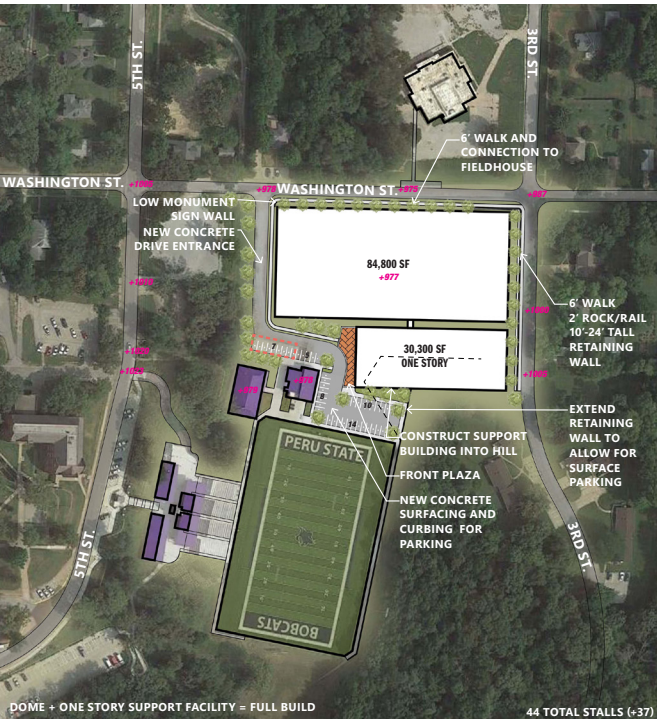 5TH ST.
3RD ST.
6' WALK AND
CONNECTION TO
FIELDHOUSE
WASHINGTON ST.
+978
WASHINGTON ST.
+975
LOW MONUMENT
SIGN WALL
NEW CONCRETE
DRIVE ENTRANCE
84,800 SF
+977
6' WALK
2' ROCK/RAIL
10'-24' TALL
RETAINING
WALL
30,300 SF
ONE STORY
10
14
EXTEND
RETAINING
WALL TO
ALLOW FOR
SURFACE
PARKING
CONSTRUCT SUPPORT
BUILDING INTO HILL
FRONT PLAZA
NEW CONCRETE
SURFACING AND
CURBING FOR
PARKING
PERU STATE
BOBCATS
5TH ST.
3RD ST.
DOME + ONE STORY SUPPORT FACILITY = FULL BUILD
44 TOTAL STALLS (+37)